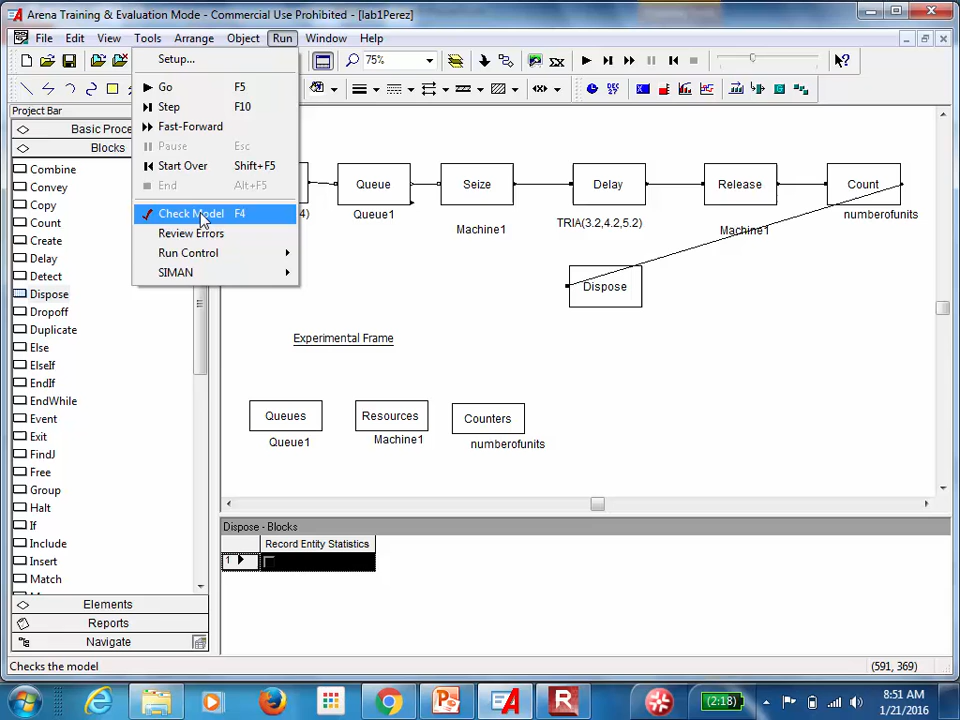 Arena Training & Evaluation Mode - Commercial Use Prohibited - [lab1Perez]
File Edit View Tools Arrange Object Run Window Help
75%
Setup...
Go F5
Step F10
Fast-Forward
Pause Esc
Start Over Shift+F5
End Alt+F5
Check Model F4
Review Errors
Run Control
SIMAN
Project Bar
Basic Proce
Blocks
Combine
Convey
Copy
Count
Create
Delay
Detect
Dispose
Dropoff
Duplicate
Else
ElseIf
EndIf
EndWhile
Event
Exit
FindJ
Free
Group
Halt
If
Include
Insert
Match
Elements
Reports
Navigate
Queue
Queue1
Seize
Machine1
Delay
TRIA(3.2,4.2,5.2)
Release
Machine1
Count
numberofunits
4)
Dispose
Experimental Frame
Queues
Queue1
Resources
Machine1
Counters
numberofunits
Dispose - Blocks
Record Entity Statistics
1
Checks the model
(591, 369)
(2:18)
8:51 AM
1/21/2016